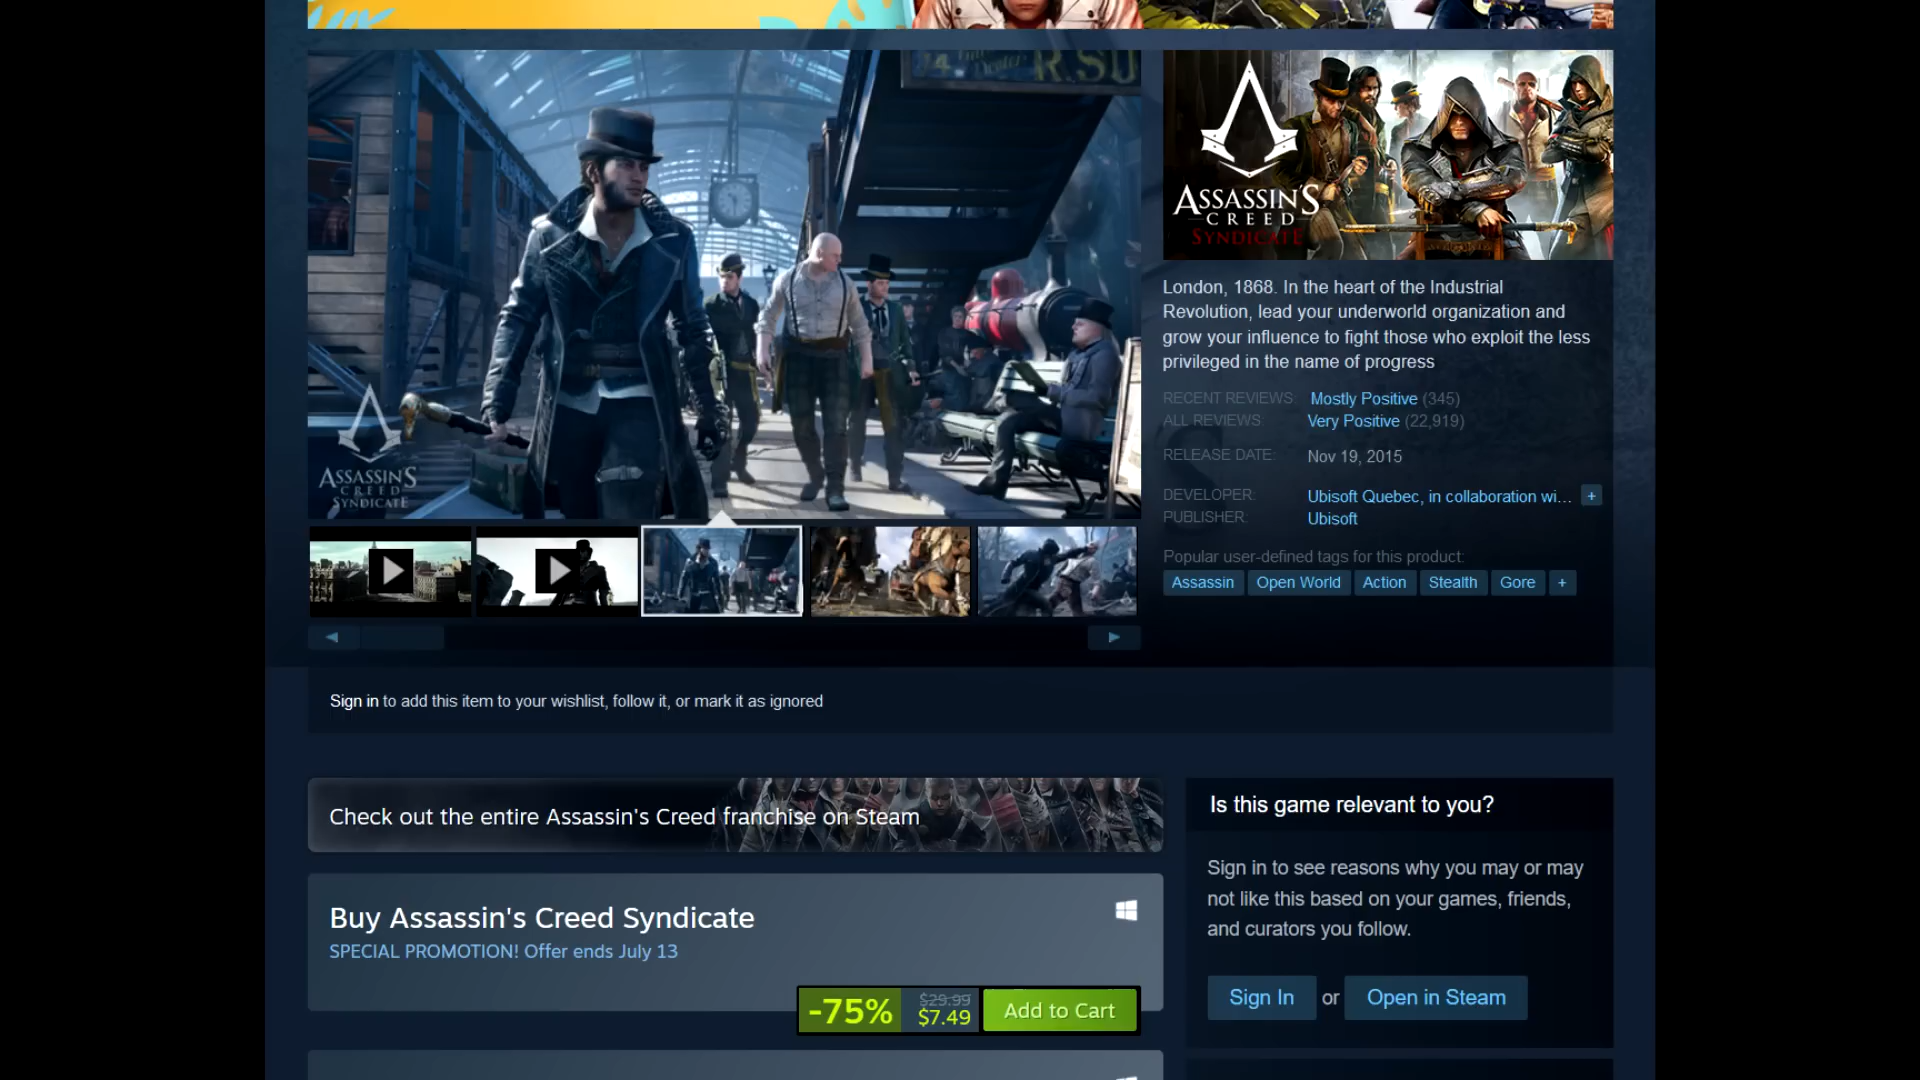 R.SU
ASSASSIN'S
CREED
SYNDICATE
ASSASSIN'S
CREED
SYNDICATE
London, 1868. In the heart of the Industrial
Revolution, lead your underworld organization and
grow your influence to fight those who exploit the less
privileged in the name of progress
RECENT REVIEWS: Mostly Positive (345)
ALL REVIEWS: Very Positive (22,919)
RELEASE DATE: Nov 19, 2015
DEVELOPER: Ubisoft Quebec, in collaboration wi... +
PUBLISHER: Ubisoft
Popular user-defined tags for this product:
Assassin Open World Action Stealth Gore +
Sign in to add this item to your wishlist, follow it, or mark it as ignored
Check out the entire Assassin's Creed franchise on Steam
Buy Assassin's Creed Syndicate
SPECIAL PROMOTION! Offer ends July 13
-75% $29.99 $7.49 Add to Cart
Is this game relevant to you?
Sign in to see reasons why you may or may
not like this based on your games, friends,
and curators you follow.
Sign In or Open in Steam